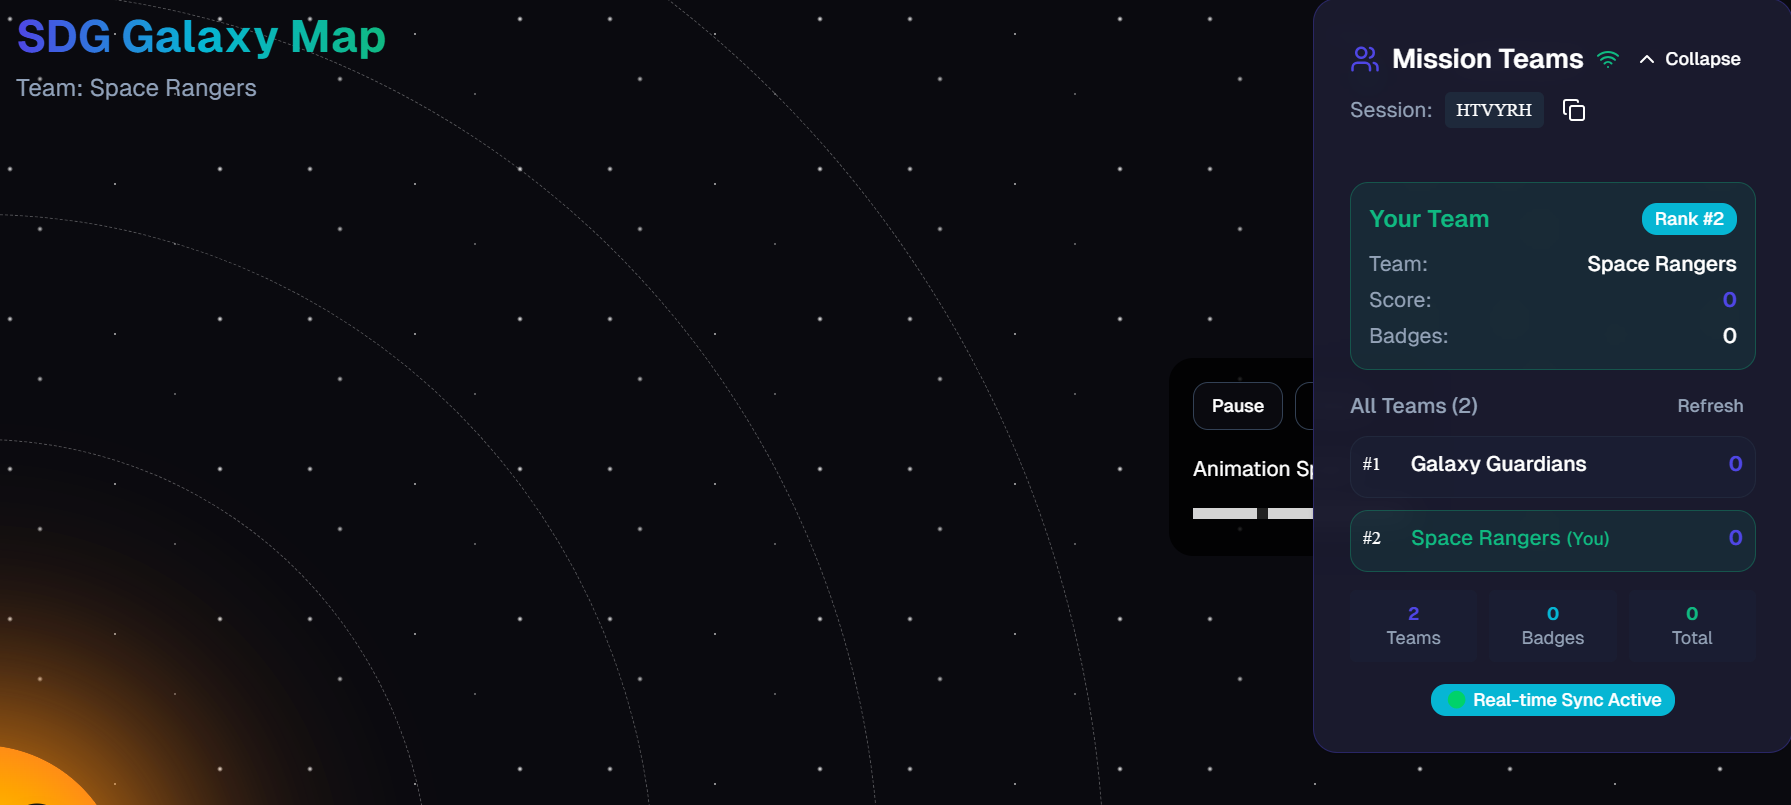 SDG Galaxy Map
Team: Space Rangers
Mission Teams
Collapse
Session: HTVYRH
Your Team
Rank #2
Team: Space Rangers
Score: 0
Badges: 0
Pause
Animation
All Teams (2)
Refresh
#1 Galaxy Guardians 0
#2 Space Rangers (You) 0
2
Teams
0
Badges
0
Total
Real-time Sync Active